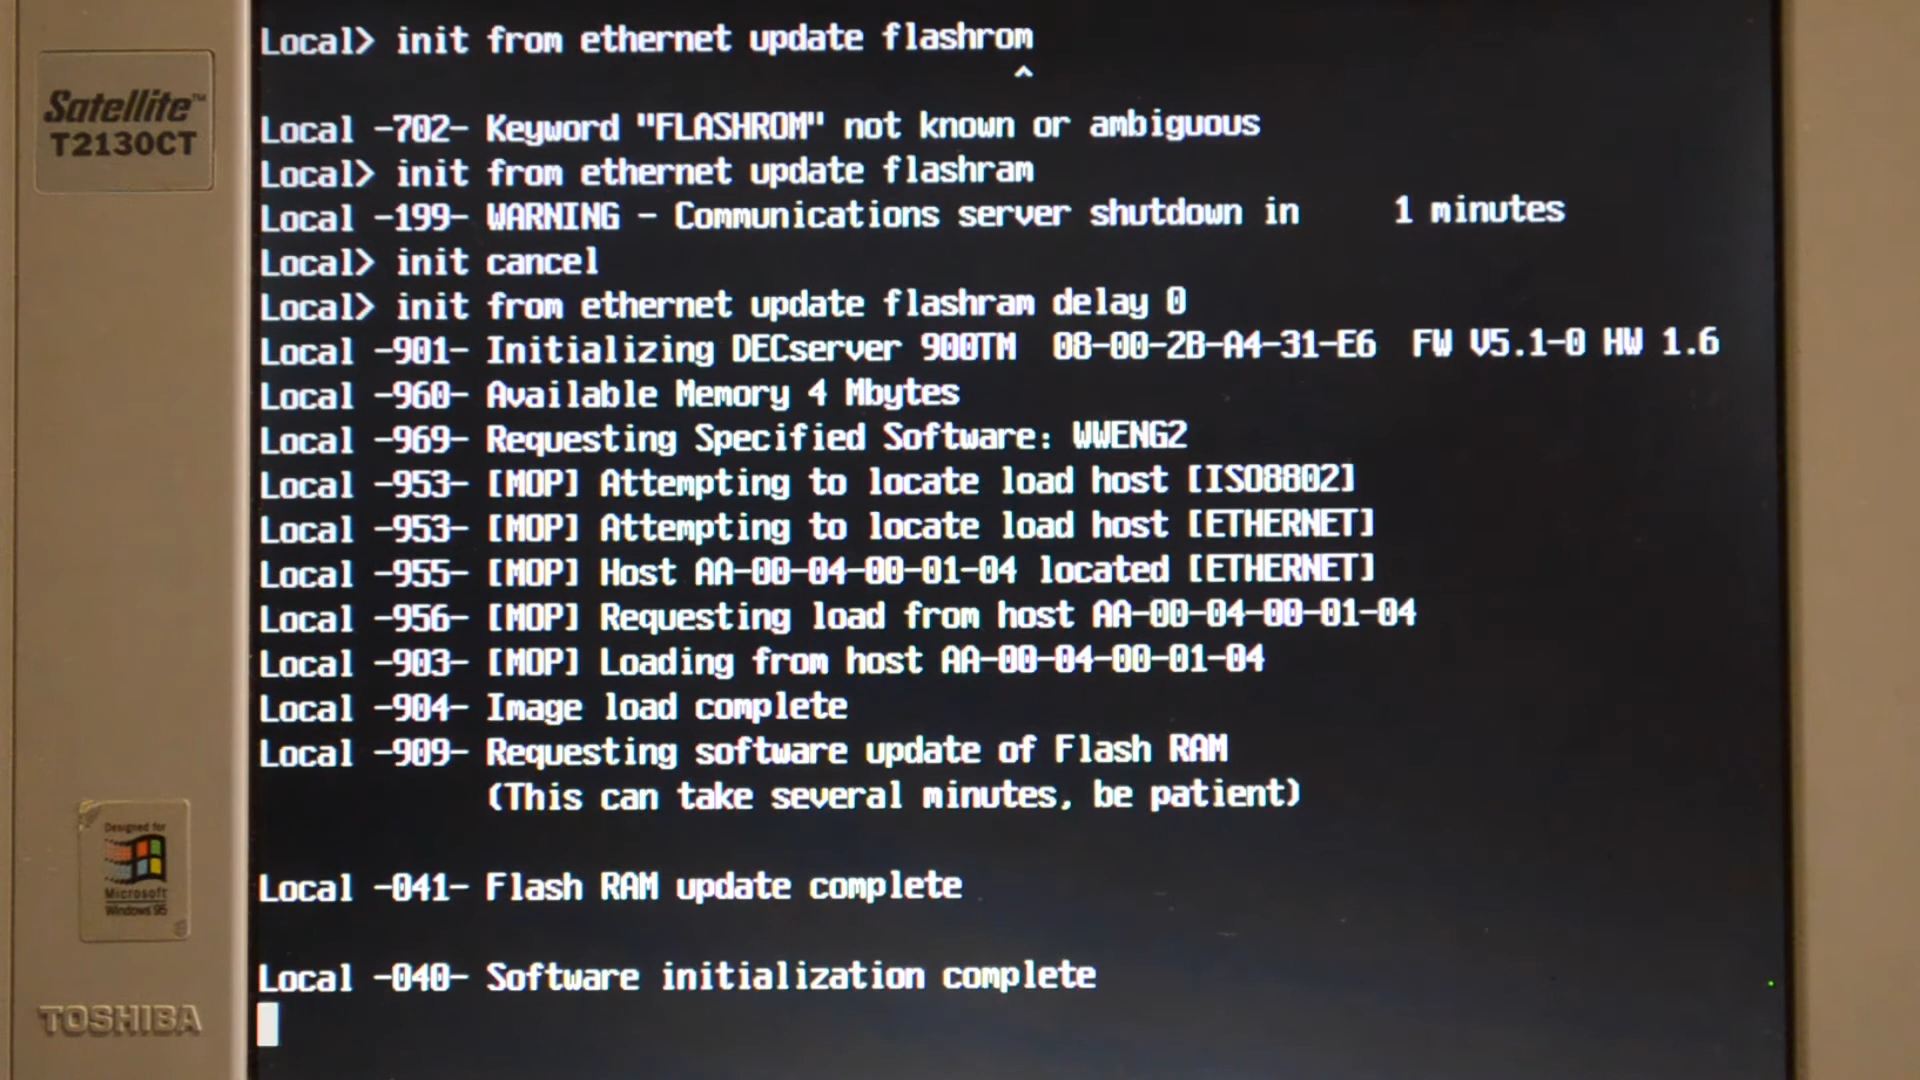 Satellite™
T2130CT
Designed for
Microsoft
Windows 95
TOSHIBA
Local> init from ethernet update flashrom
^
Local -702- Keyword "FLASHROM" not known or ambiguous
Local> init from ethernet update flashram
Local -199- WARNING - Communications server shutdown in    1 minutes
Local> init cancel
Local> init from ethernet update flashram delay 0
Local -901- Initializing DECserver 900TM  08-00-2B-A4-31-E6  FW V5.1-0 HW 1.6
Local -960- Available Memory 4 Mbytes
Local -969- Requesting Specified Software: WWENG2
Local -953- [MOP] Attempting to locate load host [ISO8802]
Local -953- [MOP] Attempting to locate load host [ETHERNET]
Local -955- [MOP] Host AA-00-04-00-01-04 located [ETHERNET]
Local -956- [MOP] Requesting load from host AA-00-04-00-01-04
Local -903- [MOP] Loading from host AA-00-04-00-01-04
Local -904- Image load complete
Local -909- Requesting software update of Flash RAM
(This can take several minutes, be patient)
Local -041- Flash RAM update complete
Local -040- Software initialization complete